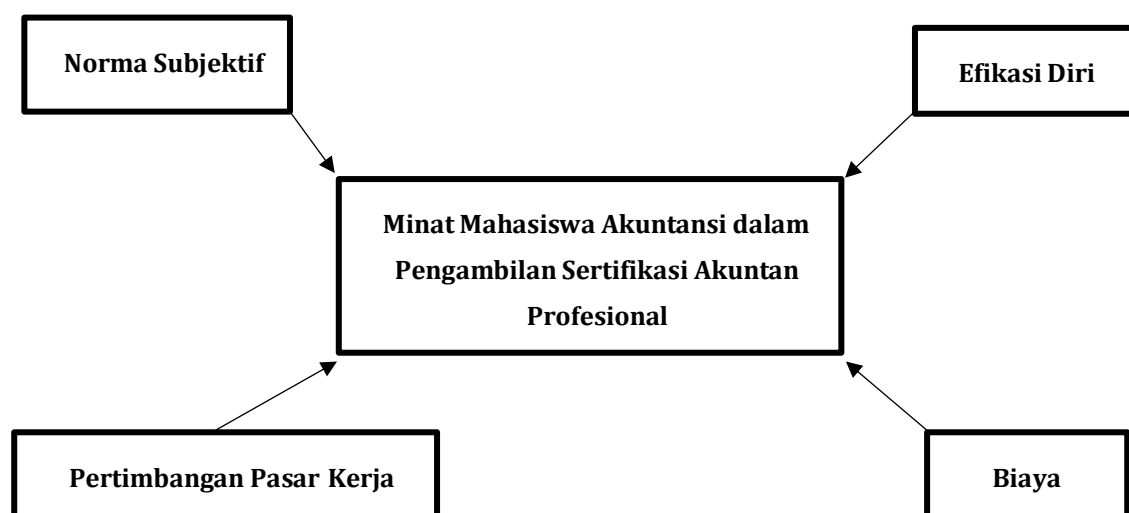 Norma Subjektif
Efikasi Diri
Minat Mahasiswa Akuntansi dalam
Pengambilan Sertifikasi Akuntan
Profesional
Pertimbangan Pasar Kerja
Biaya